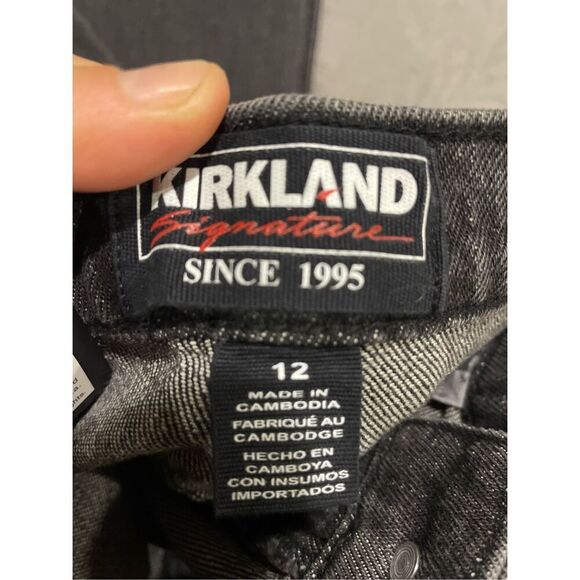 KIRKLAND
Signature
SINCE 1995
12
MADE IN
CAMBODIA
FABRIQUÉ AU
CAMBODGE
HECHO EN
CAMBOYA
CON INSUMOS
IMPORTADOS